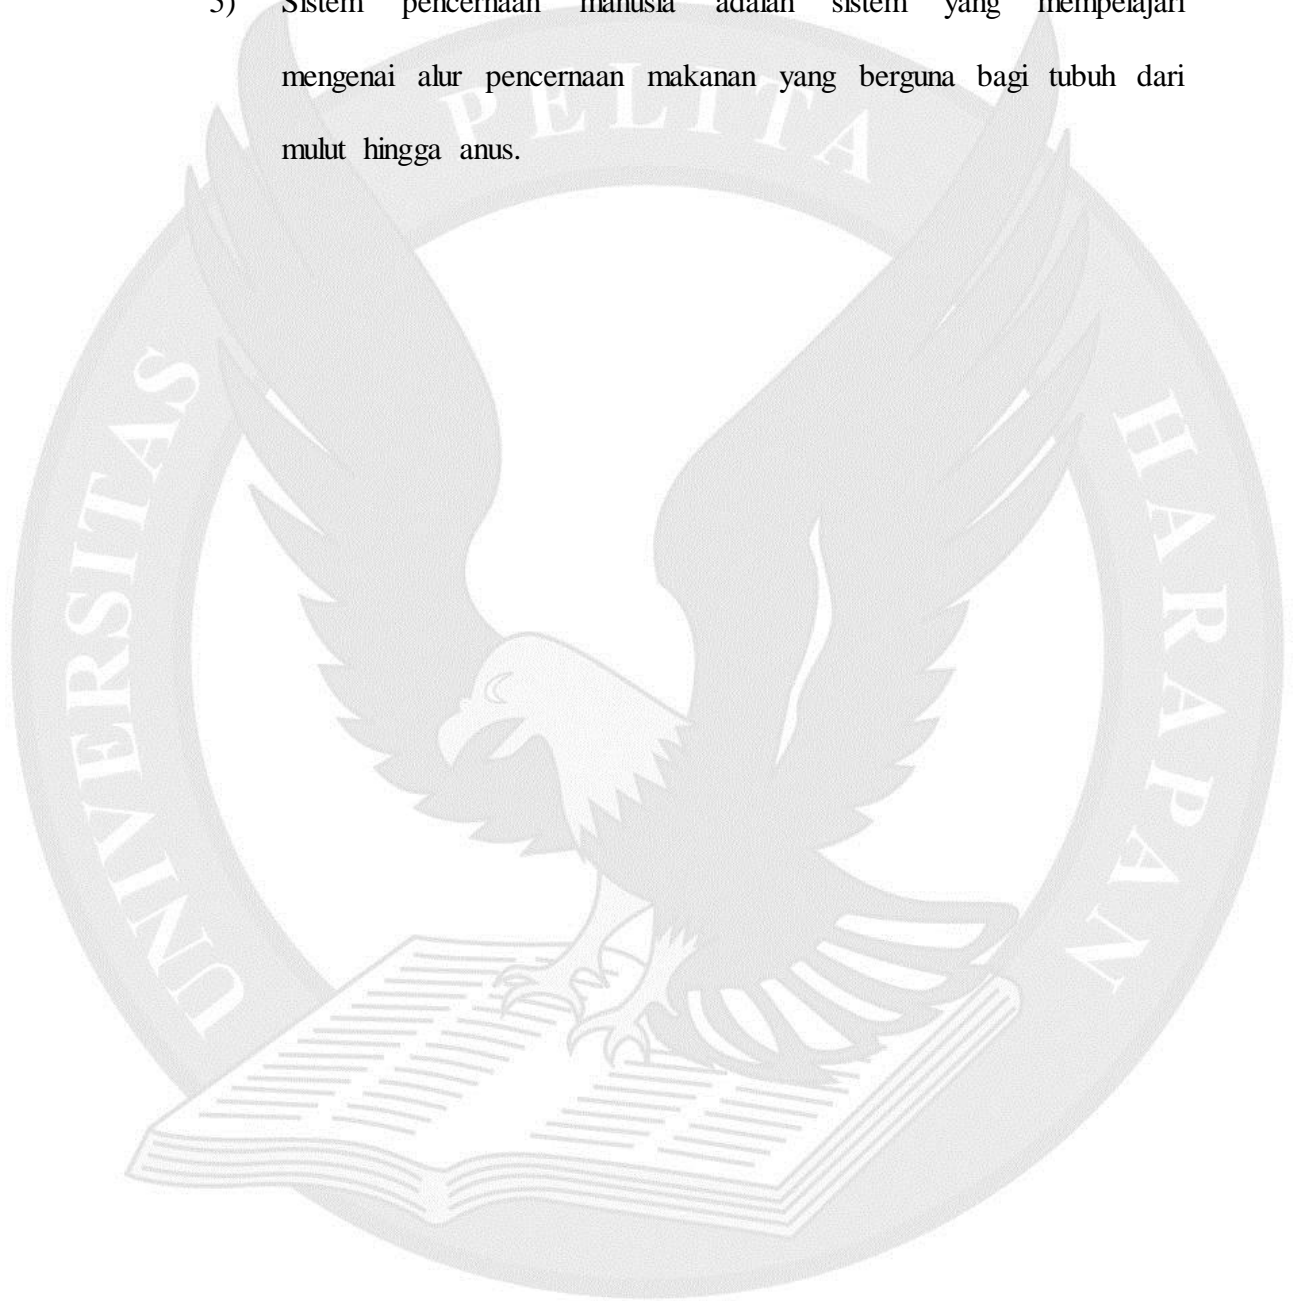 5) Sistem pencernaan manusia adalah sistem yang mempelajari
mengenai alur pencernaan makanan yang berguna bagi tubuh dari
mulut hingga anus.
UNIVERSITAS PELITA HARAPAN